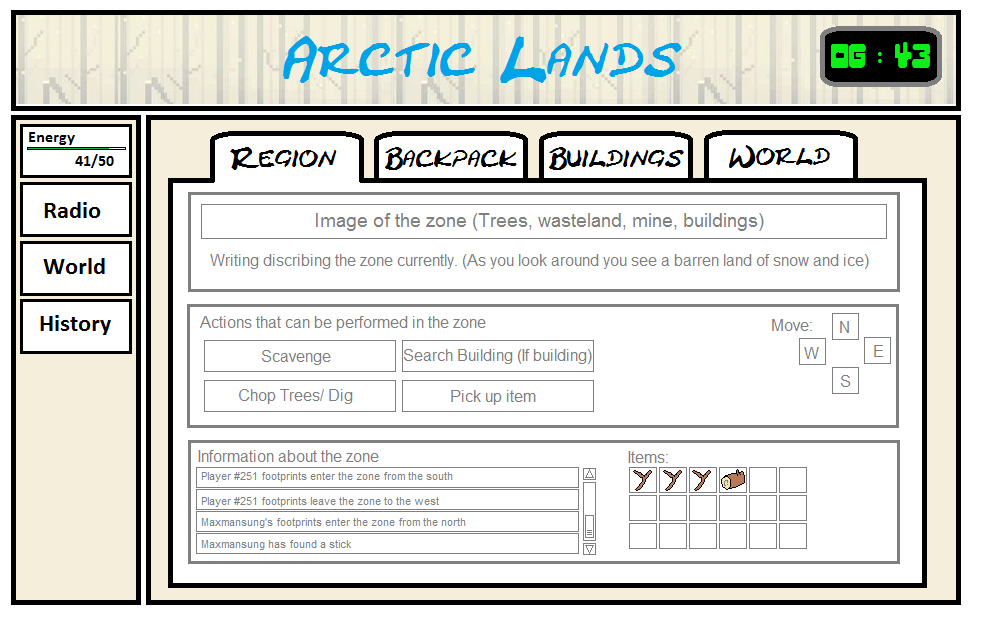 Arctic Lands
06 : 43
Energy
41/50
Radio
World
History
Region
Backpack
Buildings
World
Image of the zone (Trees, wasteland, mine, buildings)
Writing discribing the zone currently. (As you look around you see a barren land of snow and ice)
Actions that can be performed in the zone
Scavenge
Search Building (If building)
Chop Trees/ Dig
Pick up item
Move:
N
W
E
S
Information about the zone
Player #251 footprints enter the zone from the south
Player #251 footprints leave the zone to the west
Maxmansung's footprints enter the zone from the north
Maxmansung has found a stick
Items: